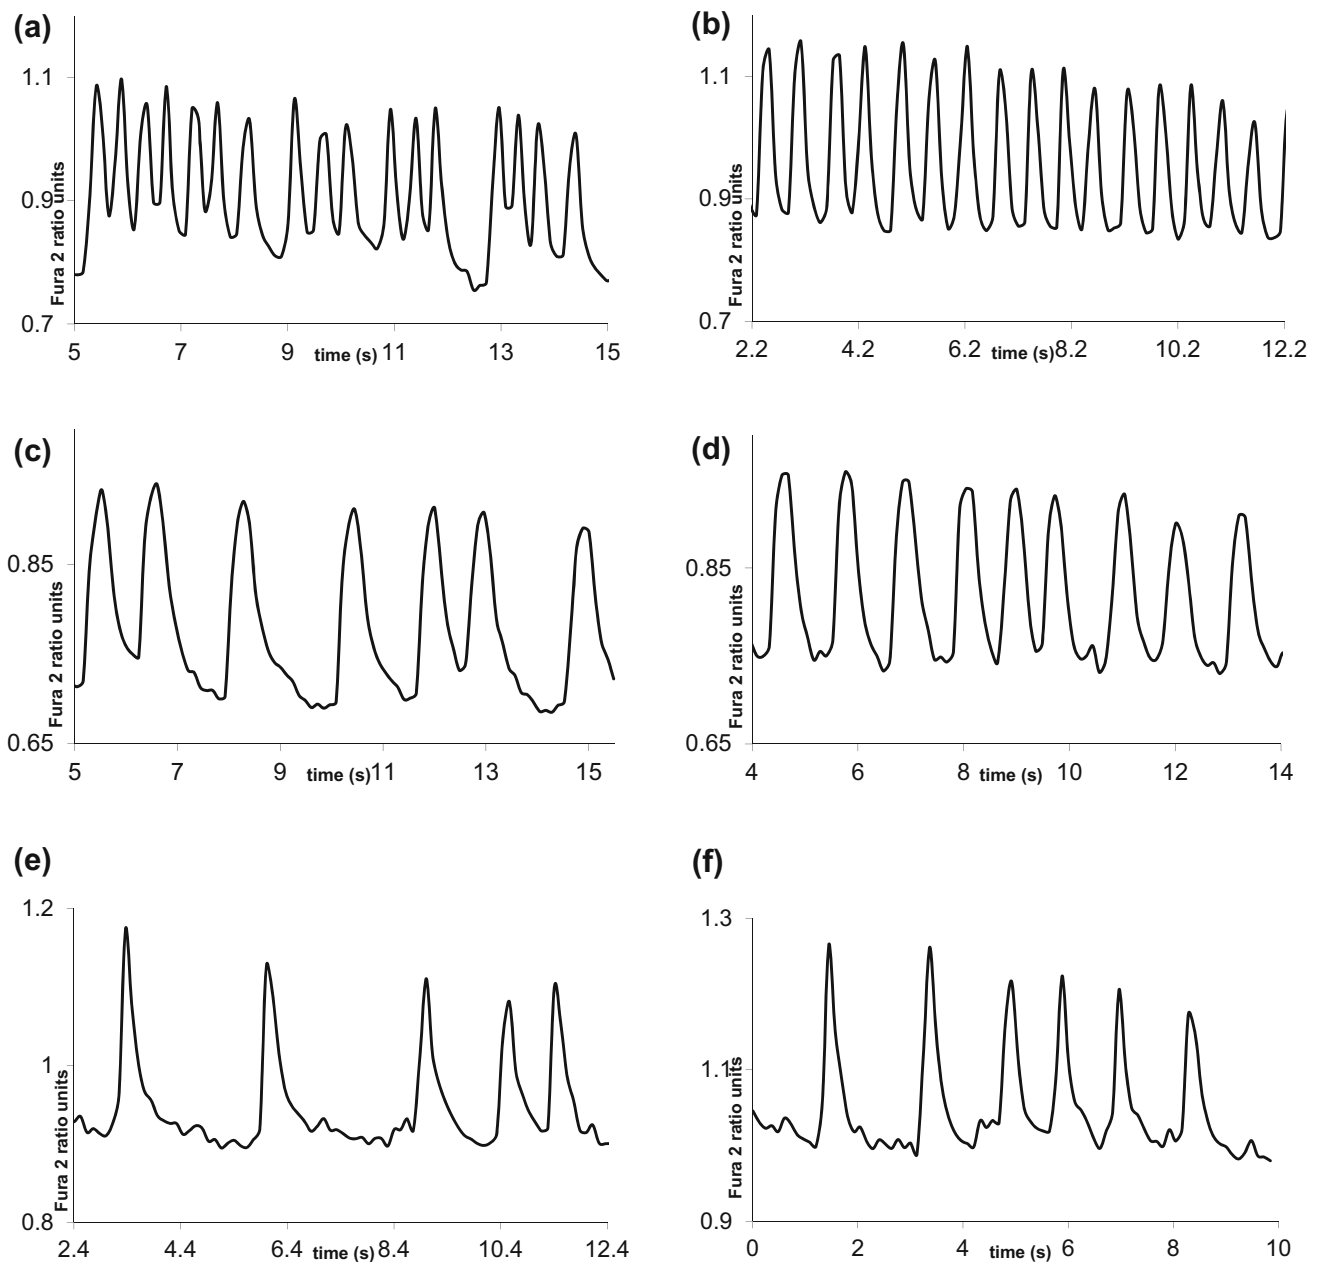 (a)
1.1
0.9
0.7
Fura 2 ratio units
5 7 9 time (s) 11 13 15
(b)
1.1
0.9
0.7
Fura 2 ratio units
2.2 4.2 6.2 time (s) 8.2 10.2 12.2
(c)
0.85
0.65
Fura 2 ratio units
5 7 9 time (s) 11 13 15
(d)
0.85
0.65
Fura 2 ratio units
4 6 8 time (s) 10 12 14
(e)
1.2
1
0.8
Fura 2 ratio units
2.4 4.4 6.4 time (s) 8.4 10.4 12.4
(f)
1.3
1.1
0.9
Fura 2 ratio units
0 2 4 time (s) 6 8 10